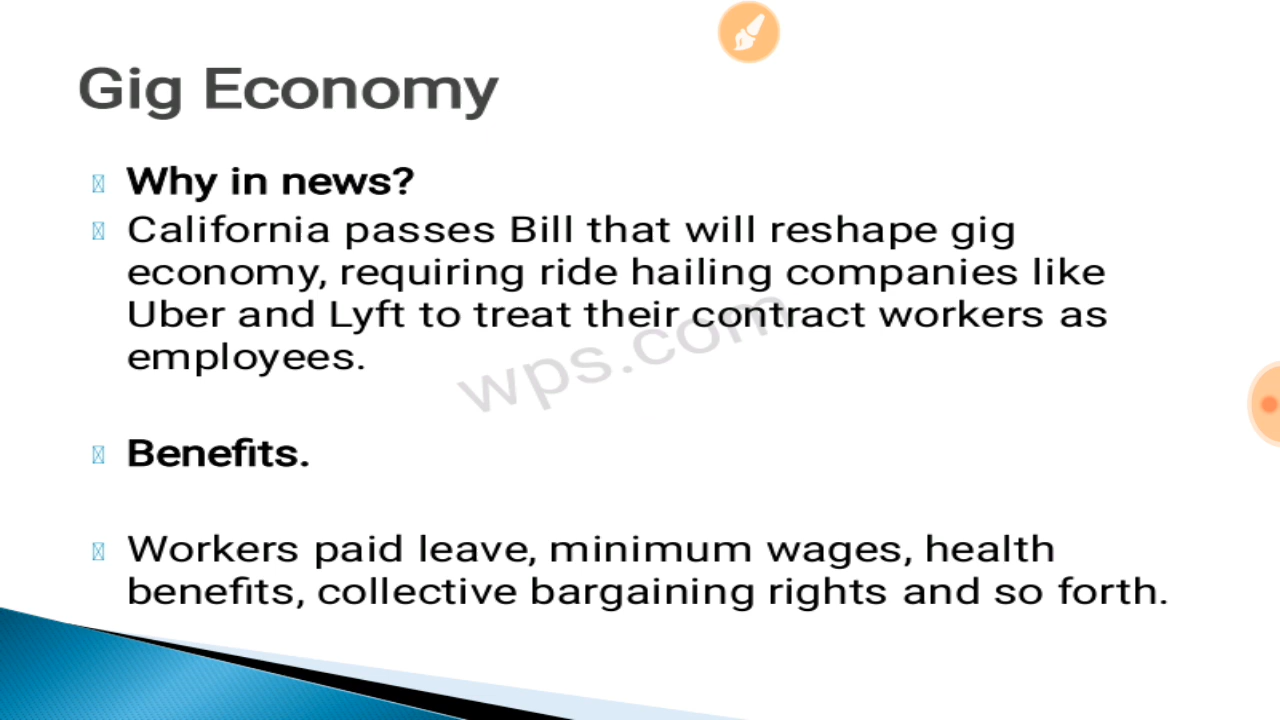 Gig Economy
Why in news?
California passes Bill that will reshape gig
economy, requiring ride hailing companies like
Uber and Lyft to treat their contract workers as
employees.
wps.com
Benefits.
Workers paid leave, minimum wages, health
benefits, collective bargaining rights and so forth.